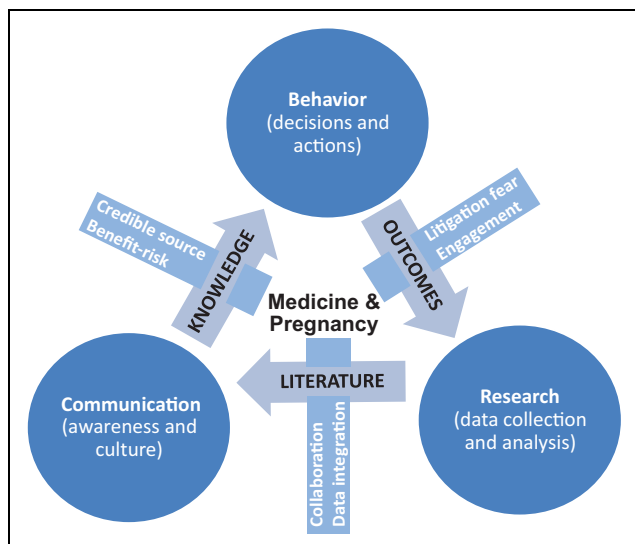 Behavior
(decisions and
actions)
Credible source
Benefit-risk
KNOWLEDGE
Litigation fear
Engagement
OUTCOMES
Medicine &
Pregnancy
LITERATURE
Communication
(awareness and
culture)
Collaboration
Data integration
Research
(data collection
and analysis)